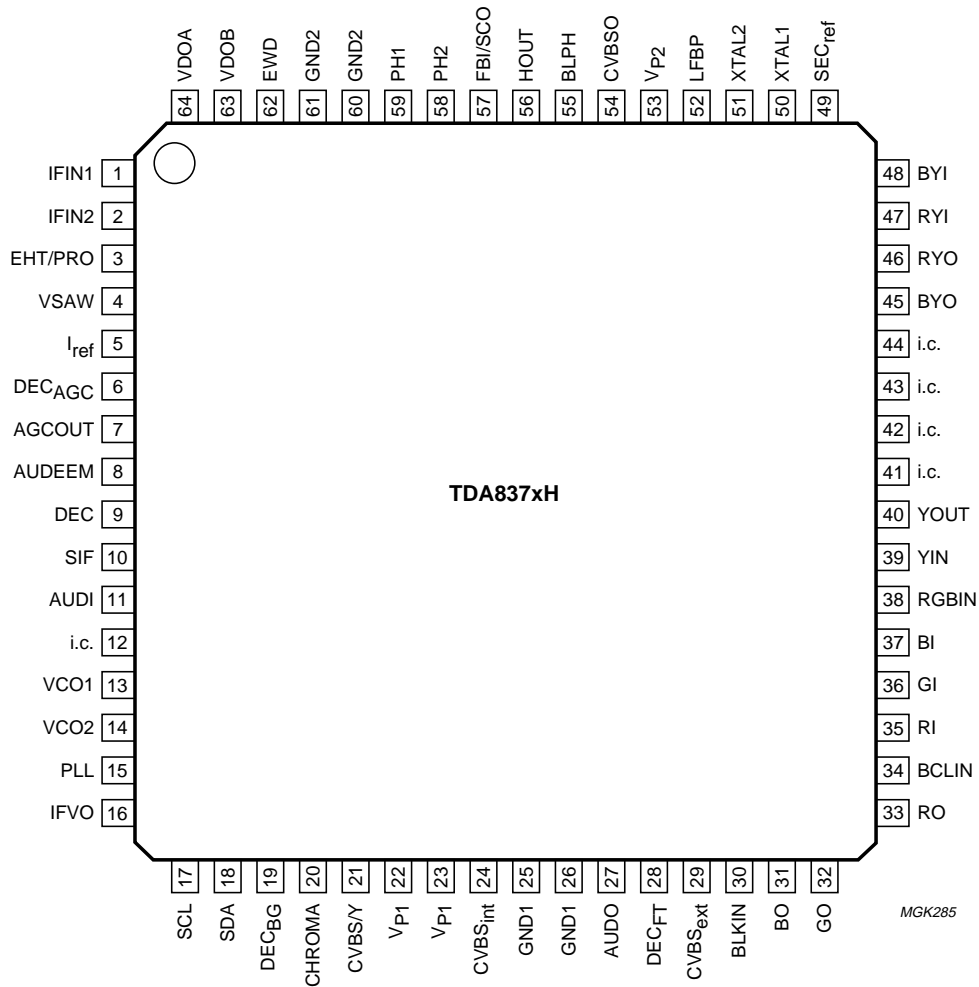 VDOA
VDOB
EWD
GND2
GND2
PH1
PH2
FBI/SCO
HOUT
BLPH
CVBSO
VP2
LFBP
XTAL2
XTAL1
SECref
64 63 62 61 60 59 58 57 56 55 54 53 52 51 50 49
IFIN1 1
IFIN2 2
EHT/PRO 3
VSAW 4
Iref 5
DECAGC 6
AGCOUT 7
AUDEEM 8
DEC 9
SIF 10
AUDI 11
i.c. 12
VCO1 13
VCO2 14
PLL 15
IFVO 16
TDA837xH
48 BYI
47 RYI
46 RYO
45 BYO
44 i.c.
43 i.c.
42 i.c.
41 i.c.
40 YOUT
39 YIN
38 RGBIN
37 BI
36 GI
35 RI
34 BCLIN
33 RO
17 18 19 20 21 22 23 24 25 26 27 28 29 30 31 32
SCL
SDA
DECBG
CHROMA
CVBS/Y
VP1
VP1
CVBSint
GND1
GND1
AUDO
DECFT
CVBSext
BLKIN
BO
GO
MGK285